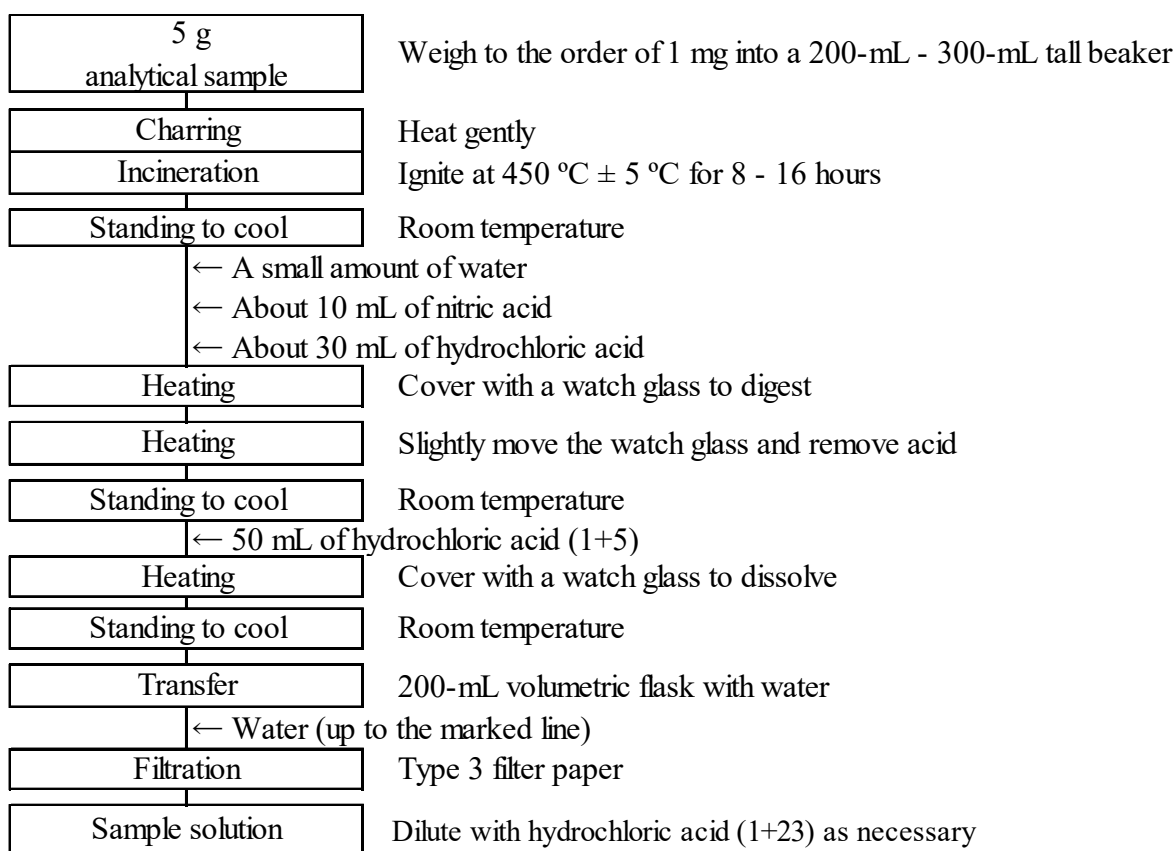 5 g
analytical sample
Weigh to the order of 1 mg into a 200-mL - 300-mL tall beaker
Charring
Heat gently
Incineration
Ignite at 450 ºC ± 5 ºC for 8 - 16 hours
Standing to cool
Room temperature
← A small amount of water
← About 10 mL of nitric acid
← About 30 mL of hydrochloric acid
Heating
Cover with a watch glass to digest
Heating
Slightly move the watch glass and remove acid
Standing to cool
Room temperature
← 50 mL of hydrochloric acid (1+5)
Heating
Cover with a watch glass to dissolve
Standing to cool
Room temperature
Transfer
200-mL volumetric flask with water
← Water (up to the marked line)
Filtration
Type 3 filter paper
Sample solution
Dilute with hydrochloric acid (1+23) as necessary